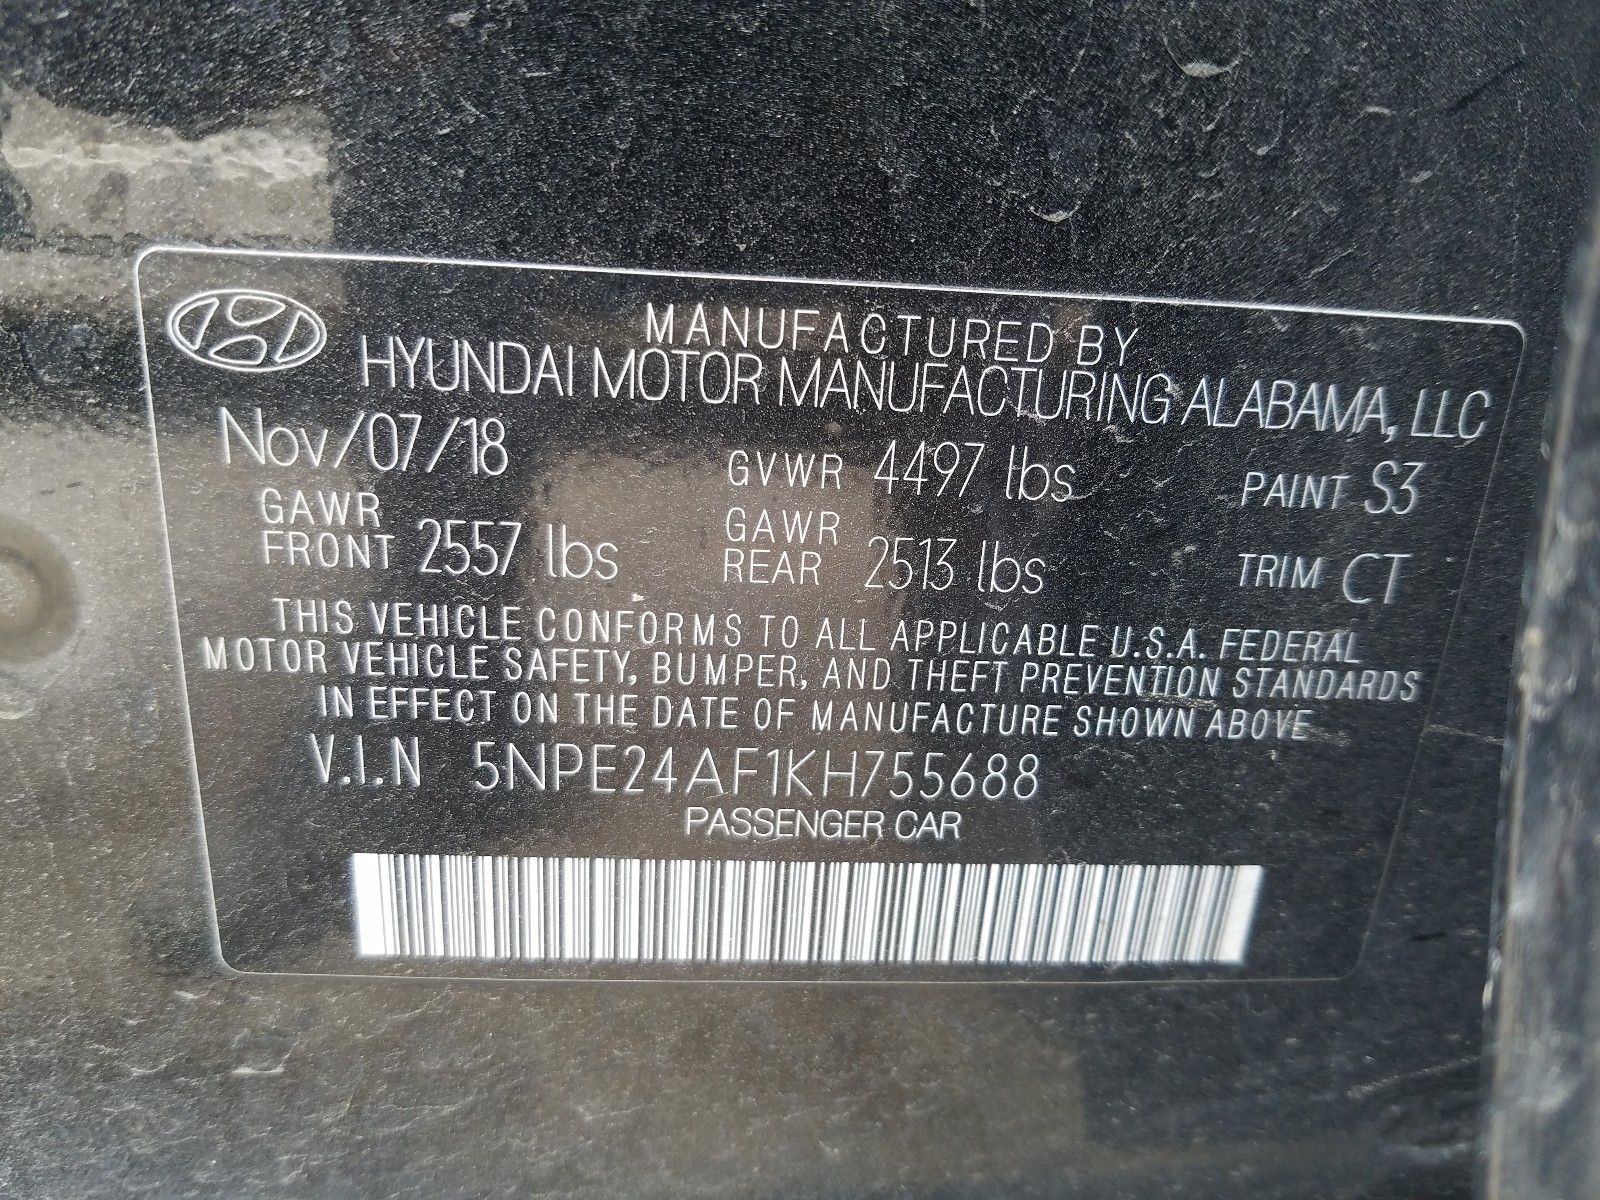 MANUFACTURED BY
HYUNDAI MOTOR MANUFACTURING ALABAMA, LLC
Nov/07/18 GVWR 4497 lbs PAINT S3
GAWR FRONT 2557 lbs GAWR REAR 2513 lbs TRIM CT
THIS VEHICLE CONFORMS TO ALL APPLICABLE U.S.A. FEDERAL
MOTOR VEHICLE SAFETY, BUMPER, AND THEFT PREVENTION STANDARDS
IN EFFECT ON THE DATE OF MANUFACTURE SHOWN ABOVE
V.I.N 5NPE24AF1KH755688
PASSENGER CAR